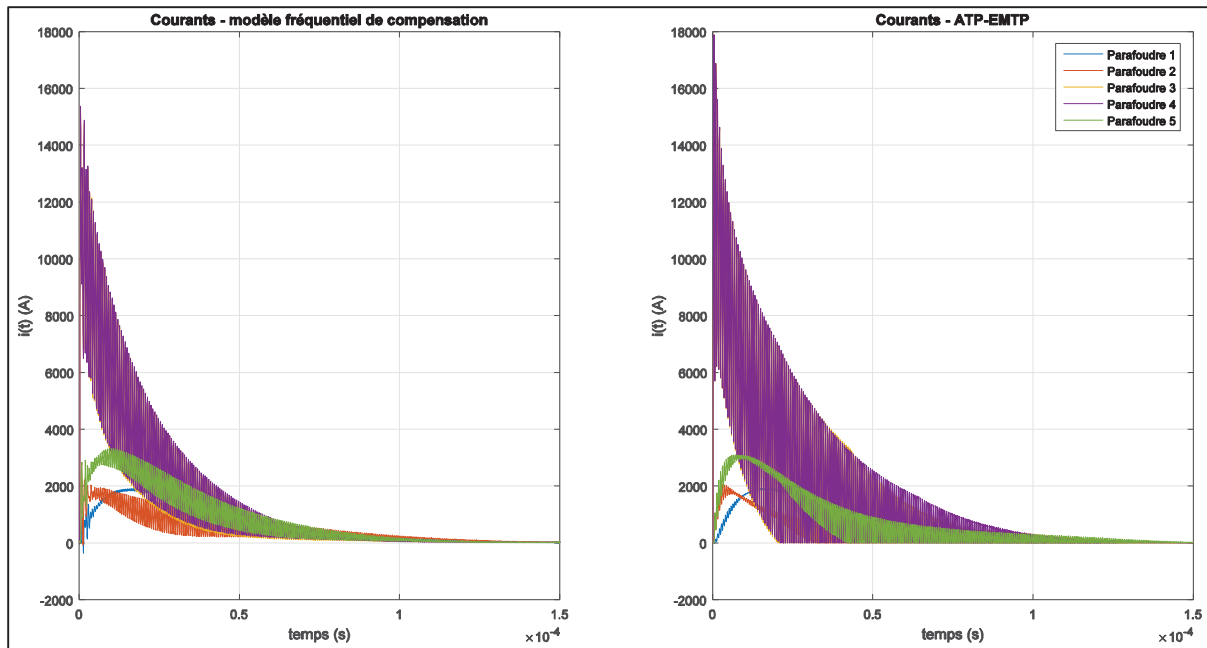 Courants - modèle fréquentiel de compensation
18000
16000
14000
12000
10000
8000
6000
4000
2000
0
-2000
i(t) (A)
0
0.5
1
1.5
temps (s)
×10⁻⁴
Courants - ATP-EMTP
18000
16000
14000
12000
10000
8000
6000
4000
2000
0
-2000
i(t) (A)
0
0.5
1
1.5
temps (s)
×10⁻⁴
Parafoudre 1
Parafoudre 2
Parafoudre 3
Parafoudre 4
Parafoudre 5